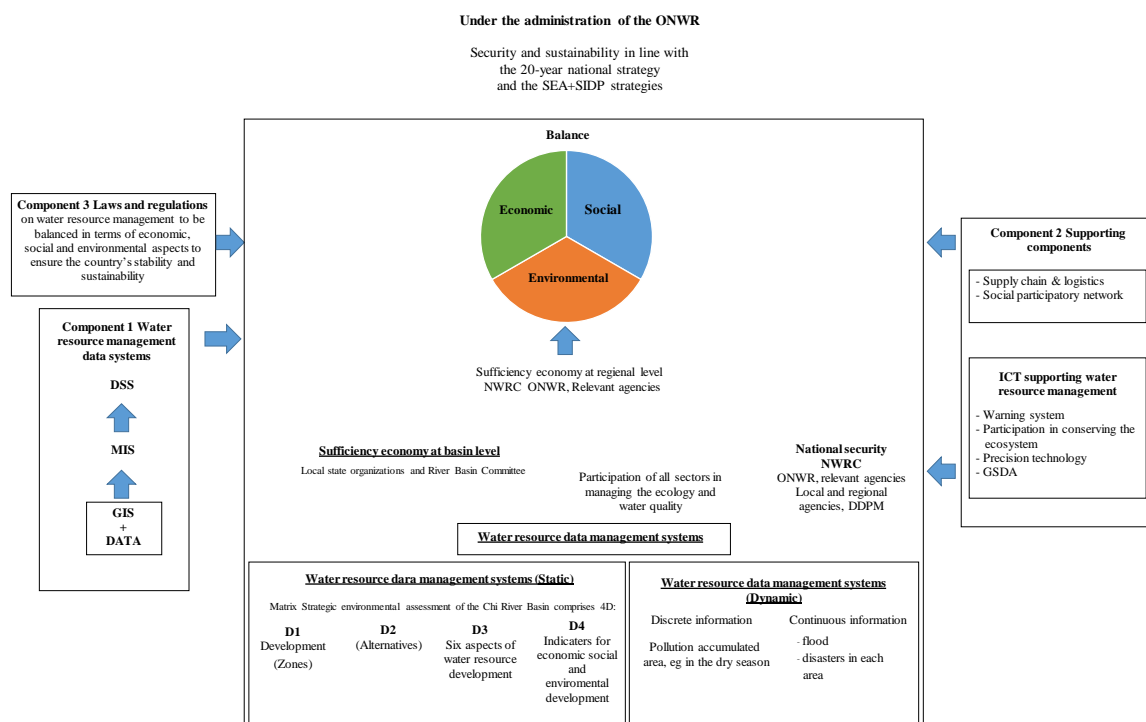 Under the administration of the ONWR
Security and sustainability in line with
the 20-year national strategy
and the SEA+SIDP strategies
Balance
Economic
Social
Environmental
Component 3 Laws and regulations
on water resource management to be
balanced in terms of economic,
social and environmental aspects to
ensure the country's stability and
sustainability
Component 1 Water
resource management
data systems
DSS
MIS
GIS
+
DATA
Component 2 Supporting
components
- Supply chain & logistics
- Social participatory network
ICT supporting water
resource management
- Warning system
- Participation in conserving the
ecosystem
- Precision technology
- GSDA
Sufficiency economy at regional level
NWRC ONWR, Relevant agencies
Sufficiency economy at basin level
Local state organizations and River Basin Committee
Participation of all sectors in
managing the ecology and
water quality
National security
NWRC
ONWR, relevant agencies
Local and regional
agencies, DDPM
Water resource data management systems
Water resource dara management systems (Static)
Matrix Strategic environmental assessment of the Chi River Basin comprises 4D:
D1
Development
(Zones)
D2
(Alternatives)
D3
Six aspects of
water resource
development
D4
Indicaters for
economic social
and
enviromental
development
Water resource data management systems
(Dynamic)
Discrete information
Pollution accumulated
area, eg in the dry season
Continuous information
- flood
- disasters in each
area